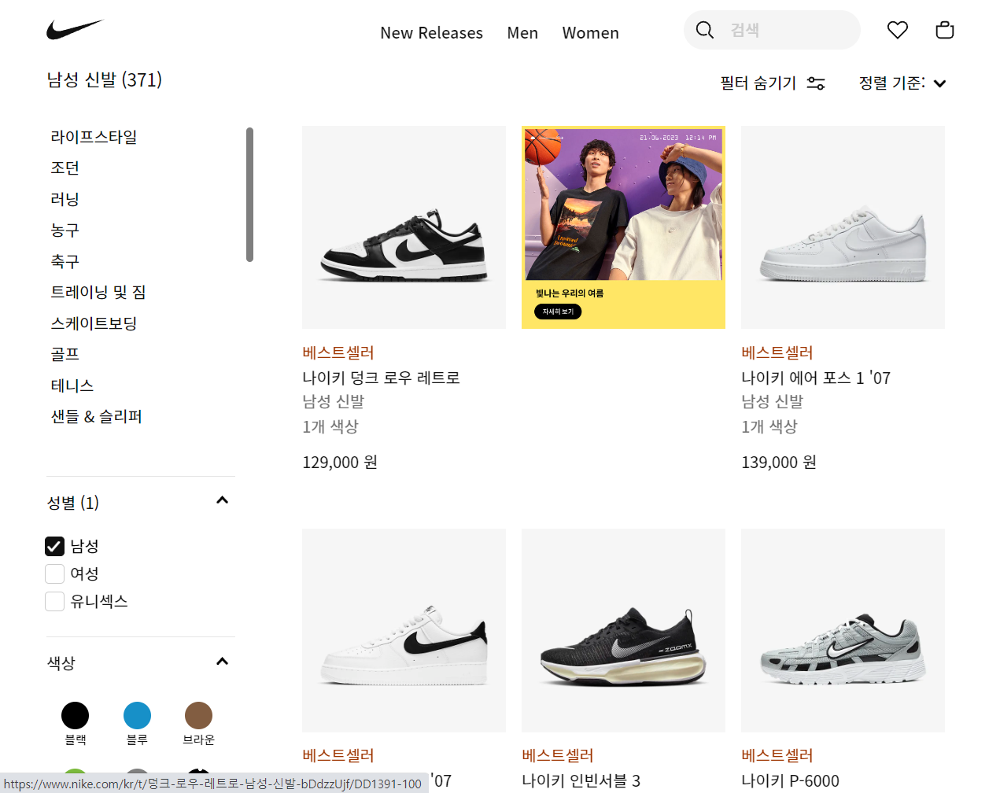 New Releases Men Women 검색
남성 신발 (371)
필터 숨기기 정렬 기준:
라이프스타일
조던
러닝
농구
축구
트레이닝 및 짐
스케이트보딩
골프
테니스
샌들 & 슬리퍼
성별 (1)
남성
여성
유니섹스
색상
블랙 블루 브라운
베스트셀러
나이키 덩크 로우 레트로
남성 신발
1개 색상
129,000 원
21.06.2023 12:14 PM
빛나는 우리의 여름
자세히 보기
베스트셀러
나이키 에어 포스 1 '07
남성 신발
1개 색상
139,000 원
베스트셀러
'07
ZOOMX
베스트셀러
나이키 인빈서블 3
베스트셀러
나이키 P-6000
https://www.nike.com/kr/t/덩크-로우-레트로-남성-신발-bDdzzUjf/DD1391-100